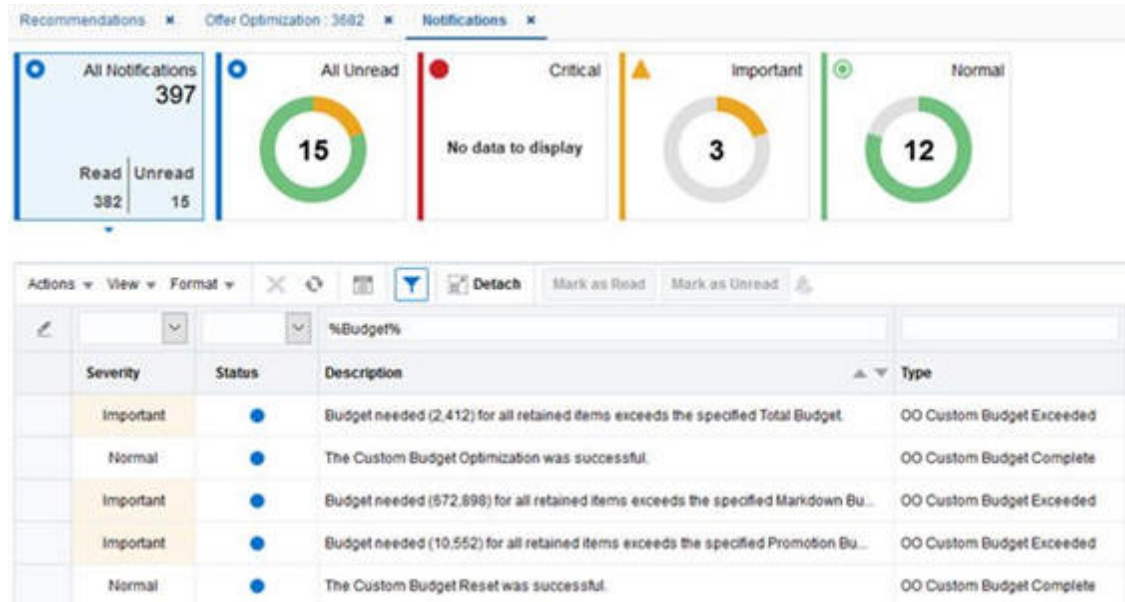 Recommendations ✖ Offer Optimization : 3682 ✖ Notifications ✖
All Notifications
397
Read Unread
382 15
All Unread
15
Critical
No data to display
Important
3
Normal
12
Actions View Format Detach Mark as Read Mark as Unread
%Budget%
Severity Status Description Type
Important Budget needed (2,412) for all retained items exceeds the specified Total Budget. OO Custom Budget Exceeded
Normal The Custom Budget Optimization was successful. OO Custom Budget Complete
Important Budget needed (672,898) for all retained items exceeds the specified Markdown Bu... OO Custom Budget Exceeded
Important Budget needed (10,552) for all retained items exceeds the specified Promotion Bu... OO Custom Budget Exceeded
Normal The Custom Budget Reset was successful. OO Custom Budget Complete